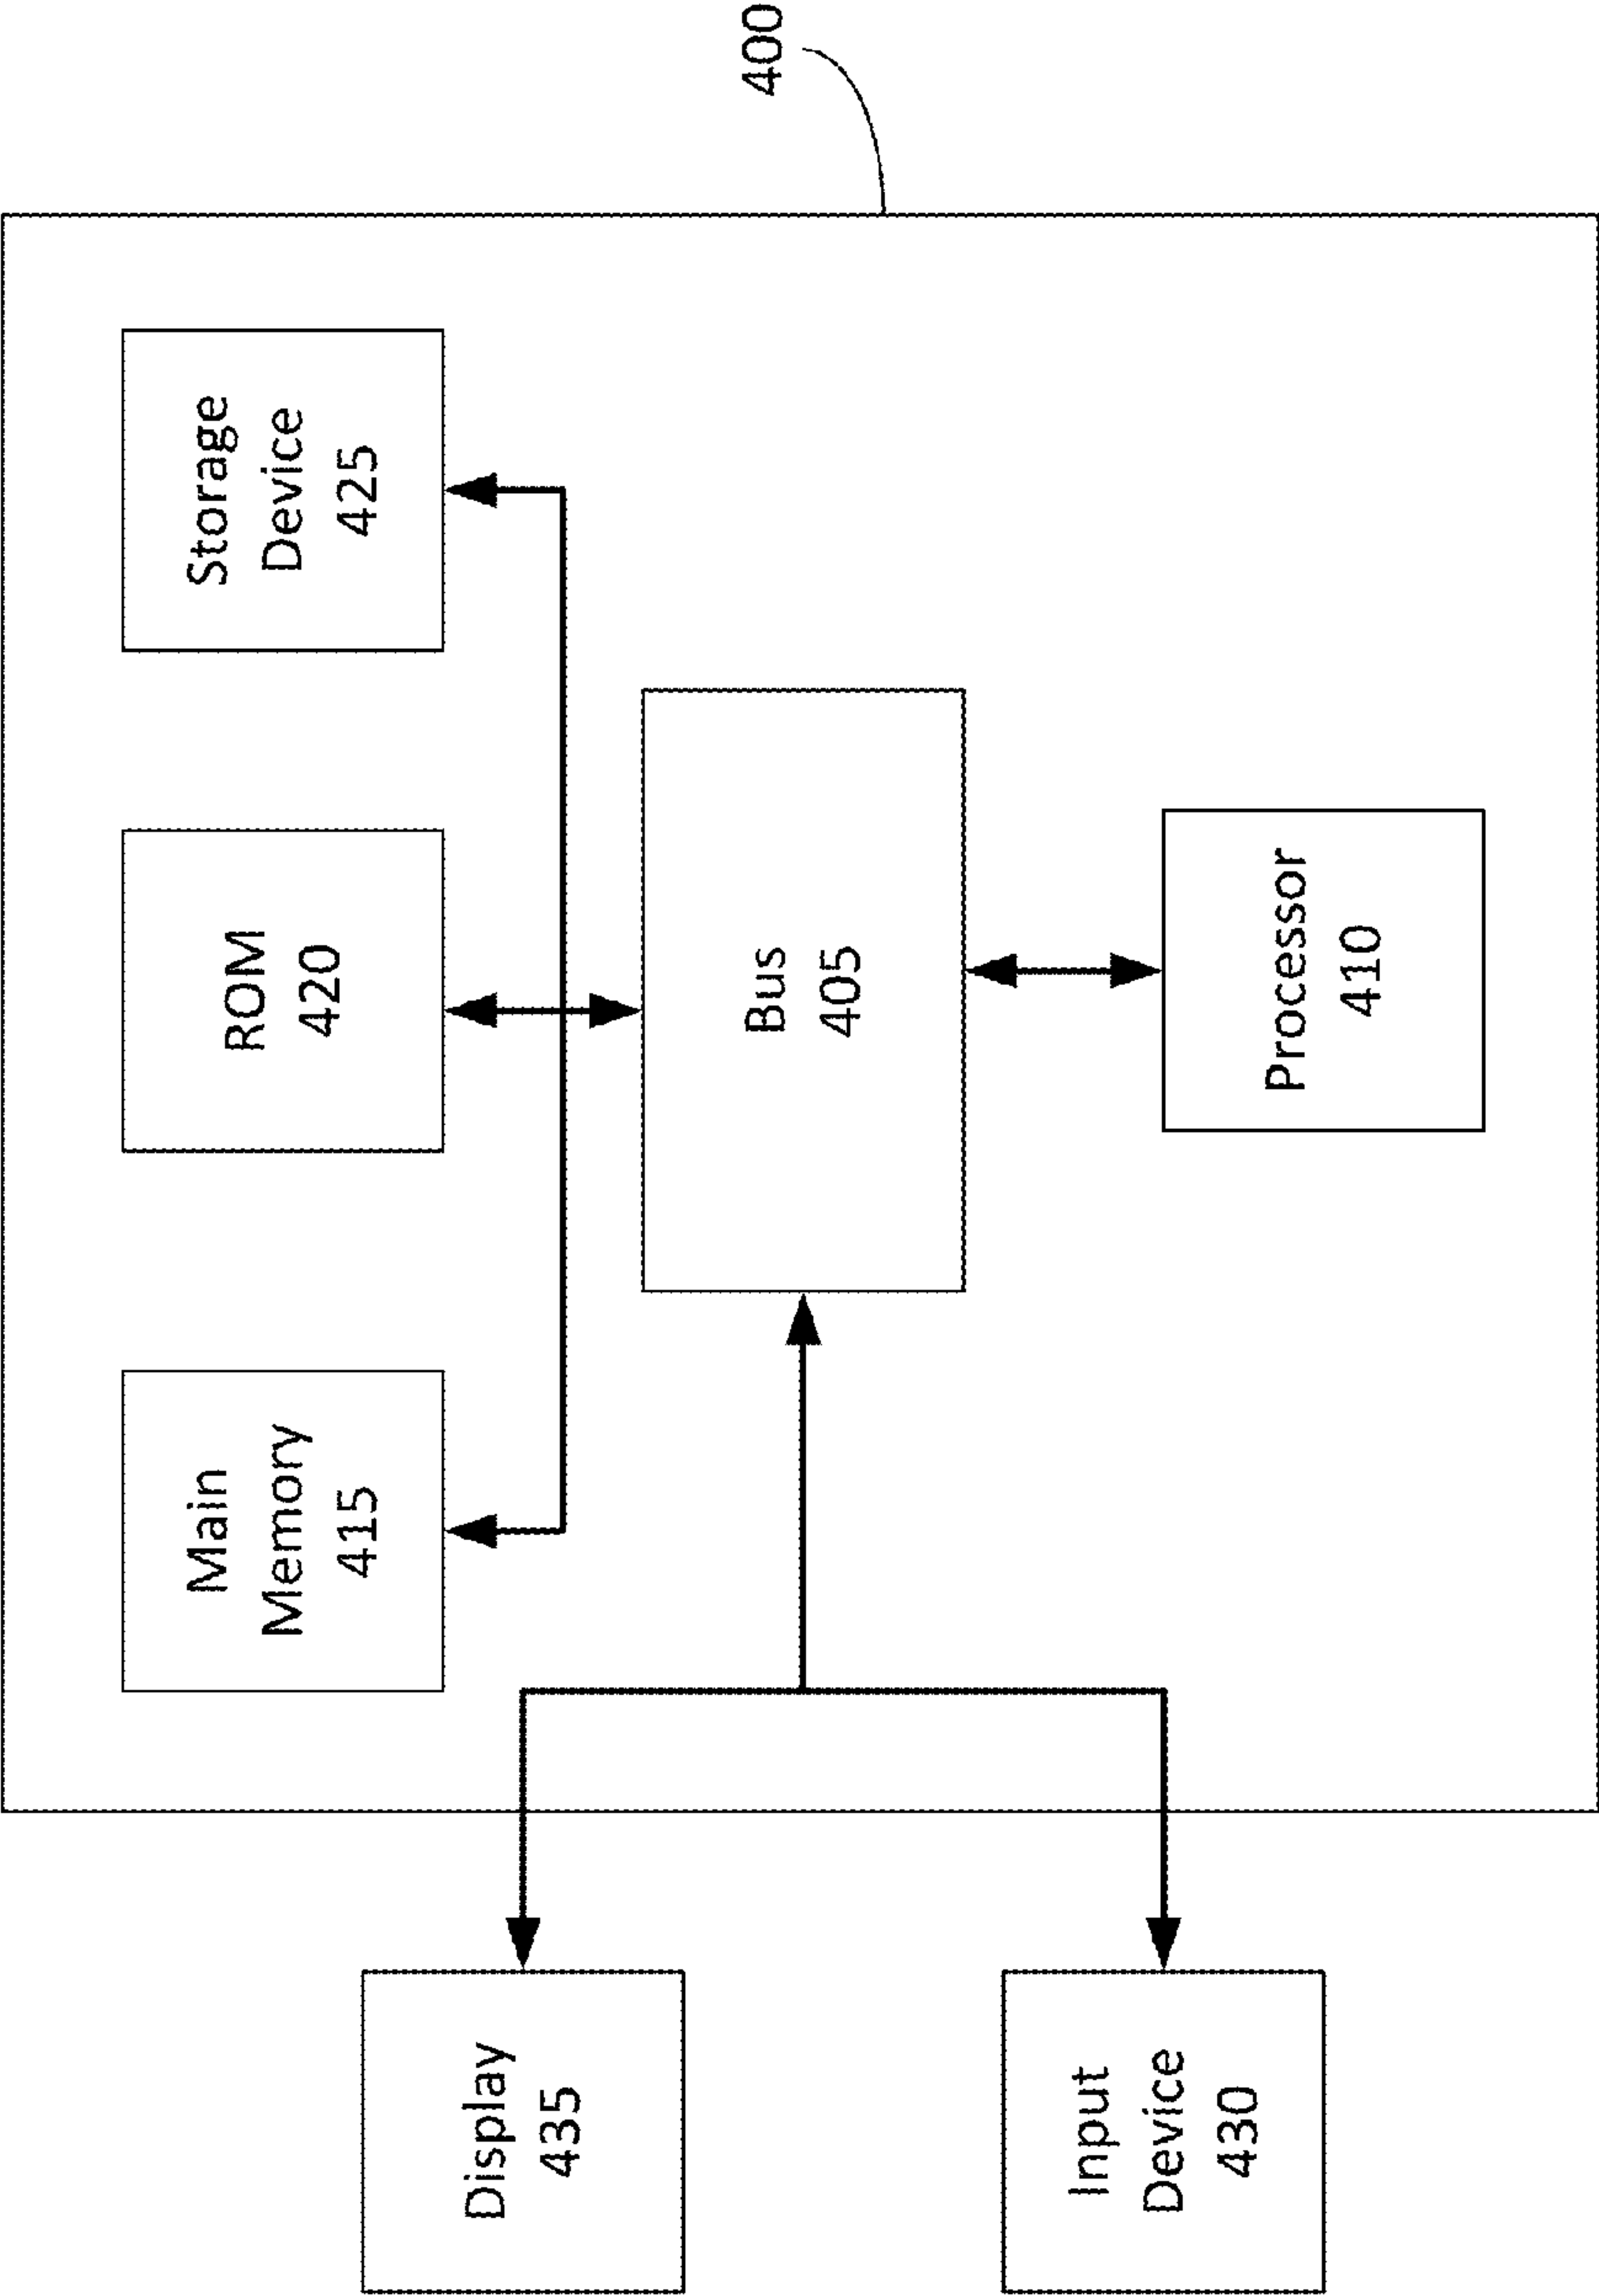 400
Main
Memory
415
ROM
420
Storage
Device
425
Display
435
Bus
405
Input
Device
430
Processor
410